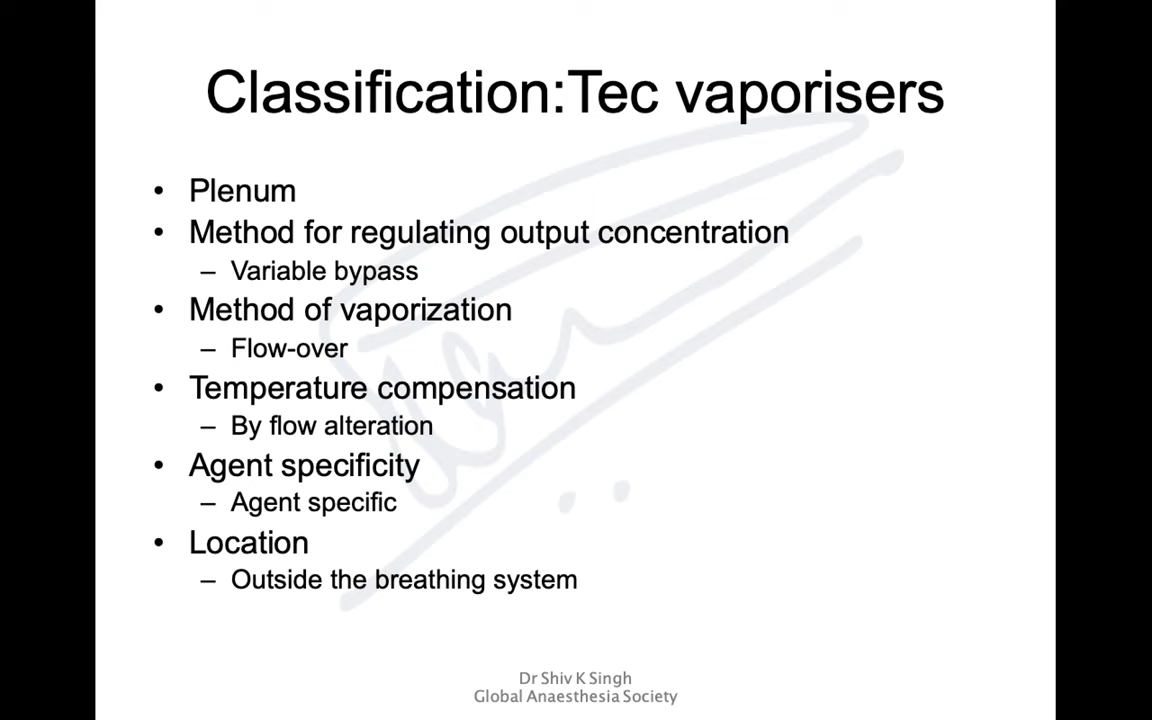 Classification:Tec vaporisers
• Plenum
• Method for regulating output concentration
– Variable bypass
• Method of vaporization
– Flow-over
• Temperature compensation
– By flow alteration
• Agent specificity
– Agent specific
• Location
– Outside the breathing system
Dr Shiv K Singh
Global Anaesthesia Society